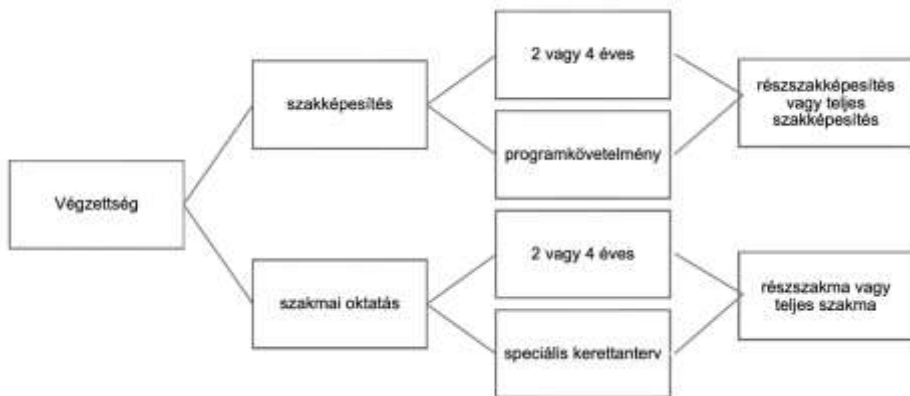 Végzettség
szakképesítés
2 vagy 4 éves
programkövetelmény
részszakképesítés
vagy teljes
szakképesítés
szakmai oktatás
2 vagy 4 éves
speciális kerettanterv
részszakma vagy
teljes szakma